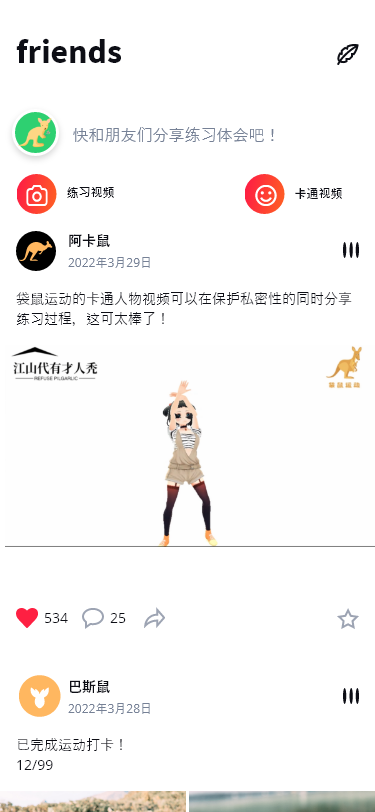 friends
快和朋友们分享练习体会吧！
练习视频
卡通视频
阿卡鼠
2022年3月29日
袋鼠运动的卡通人物视频可以在保护私密性的同时分享
练习过程，这可太棒了！
江山代有才人秃
REFUSE PILGARLIC
袋鼠运动
534
25
巴斯鼠
2022年3月28日
已完成运动打卡！
12/99